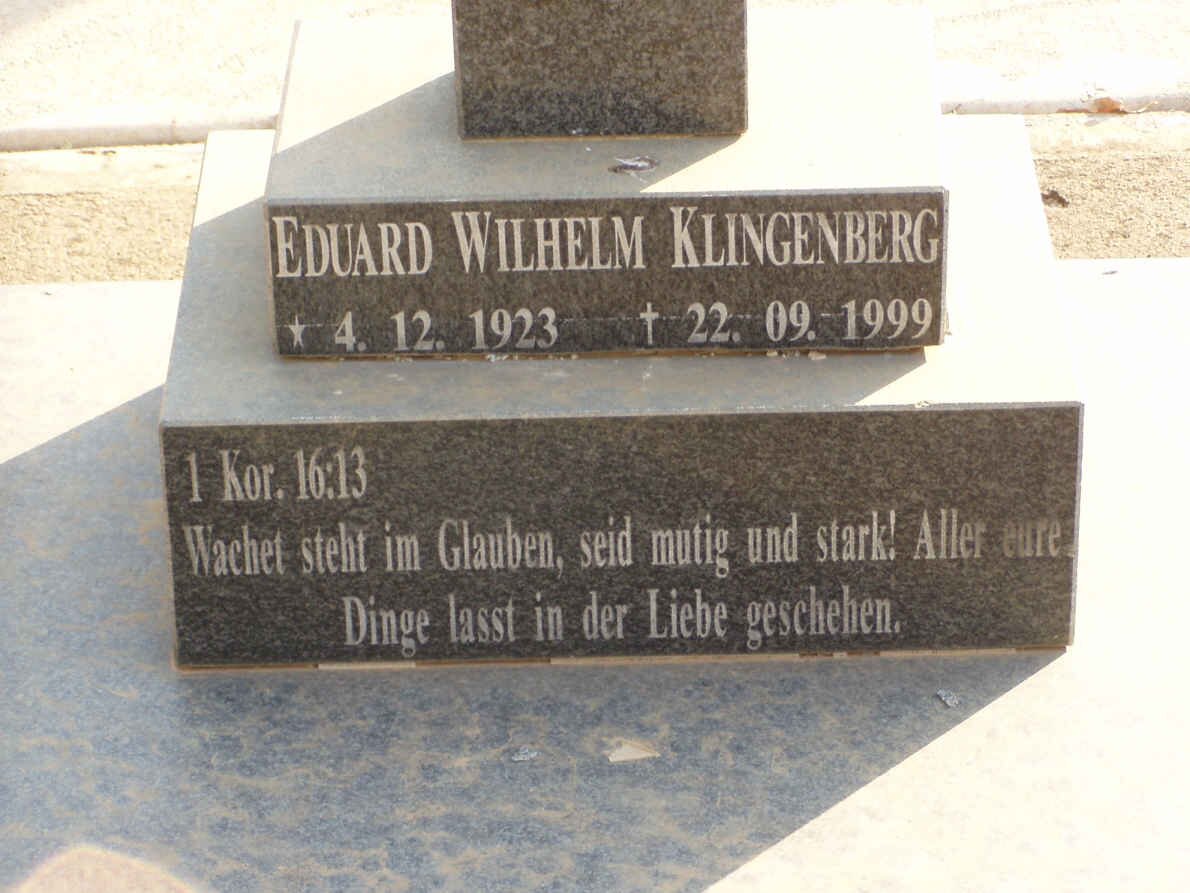 EDUARD WILHELM KLINGENBERG
★ 4. 12. 1923 † 22. 09. 1999
1 Kor. 16:13
Wachet steht im Glauben, seid mutig und stark! Aller eure
Dinge lasst in der Liebe geschehen.